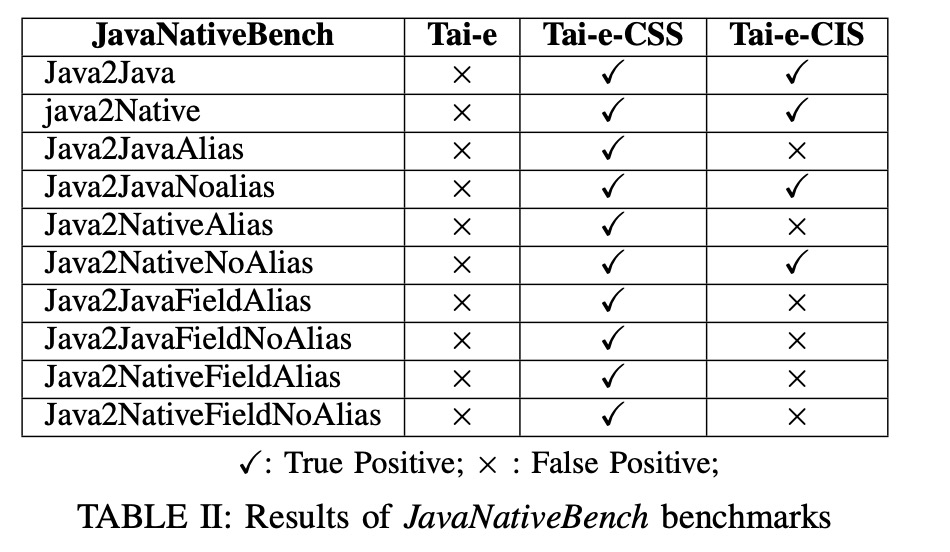 JavaNativeBench Tai-e Tai-e-CSS Tai-e-CIS
Java2Java × ✓ ✓
java2Native × ✓ ✓
Java2JavaAlias × ✓ ×
Java2JavaNoalias × ✓ ✓
Java2NativeAlias × ✓ ×
Java2NativeNoAlias × ✓ ✓
Java2JavaFieldAlias × ✓ ×
Java2JavaFieldNoAlias × ✓ ×
Java2NativeFieldAlias × ✓ ×
Java2NativeFieldNoAlias × ✓ ×
✓: True Positive; × : False Positive;
TABLE II: Results of JavaNativeBench benchmarks